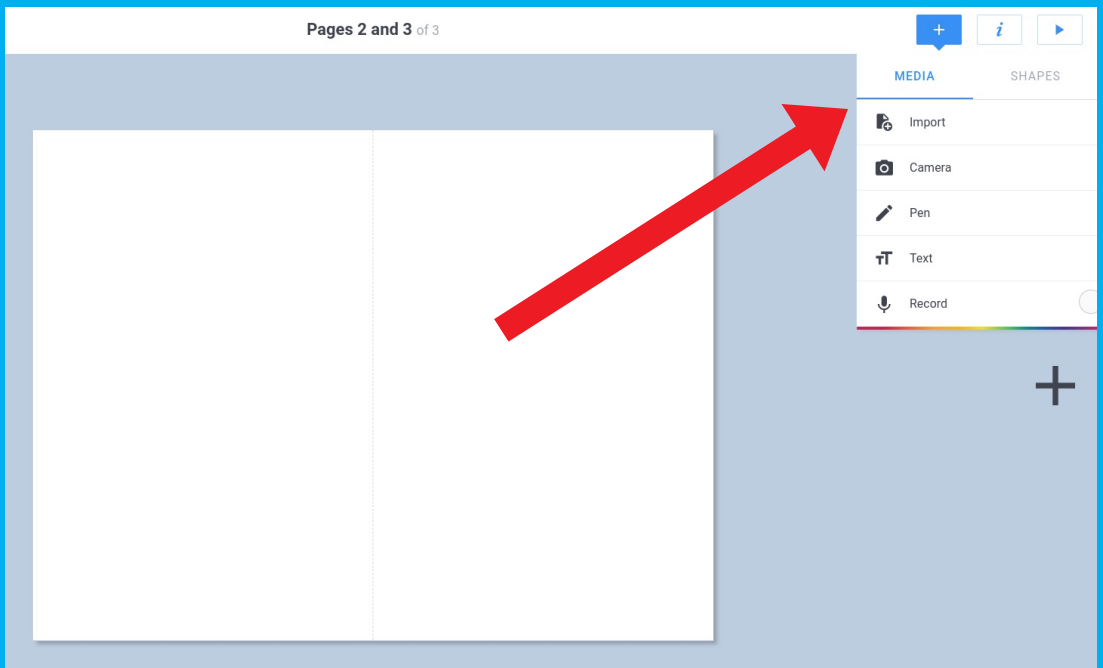 Pages 2 and 3 of 3
MEDIA SHAPES
Import
Camera
Pen
Text
Record